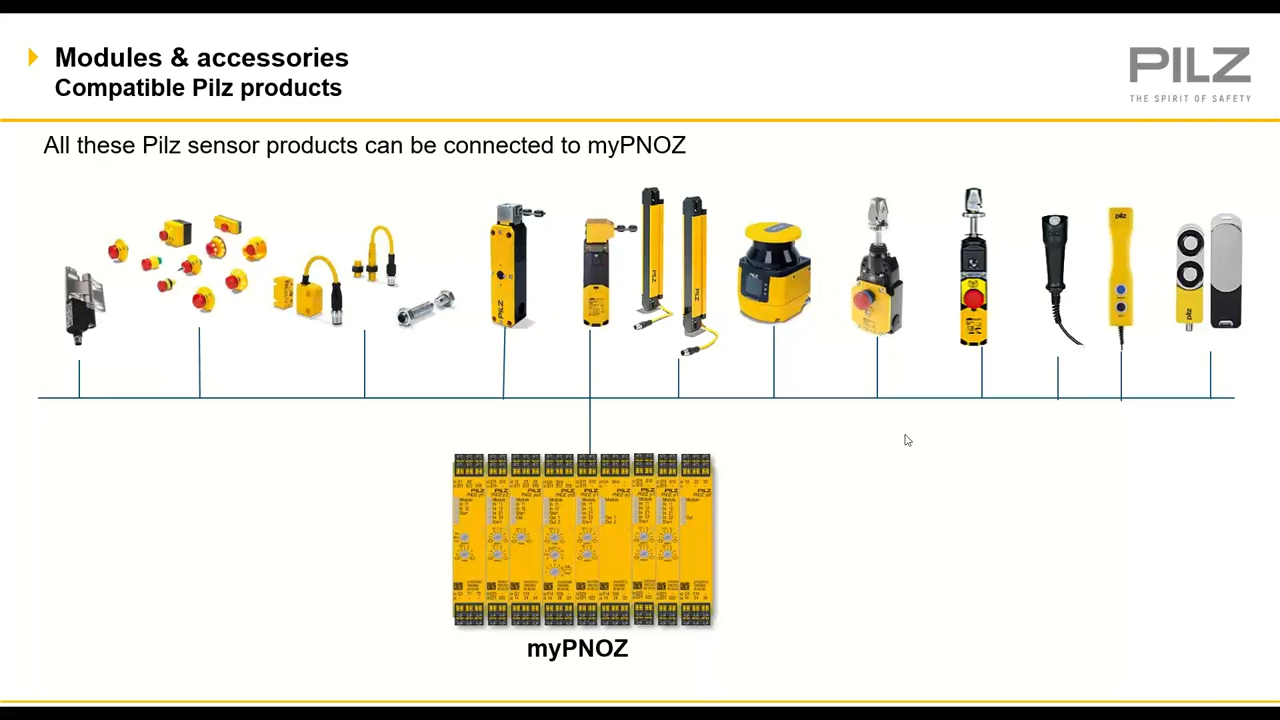 Modules & accessories
Compatible Pilz products
PILZ
THE SPIRIT OF SAFETY
All these Pilz sensor products can be connected to myPNOZ
myPNOZ